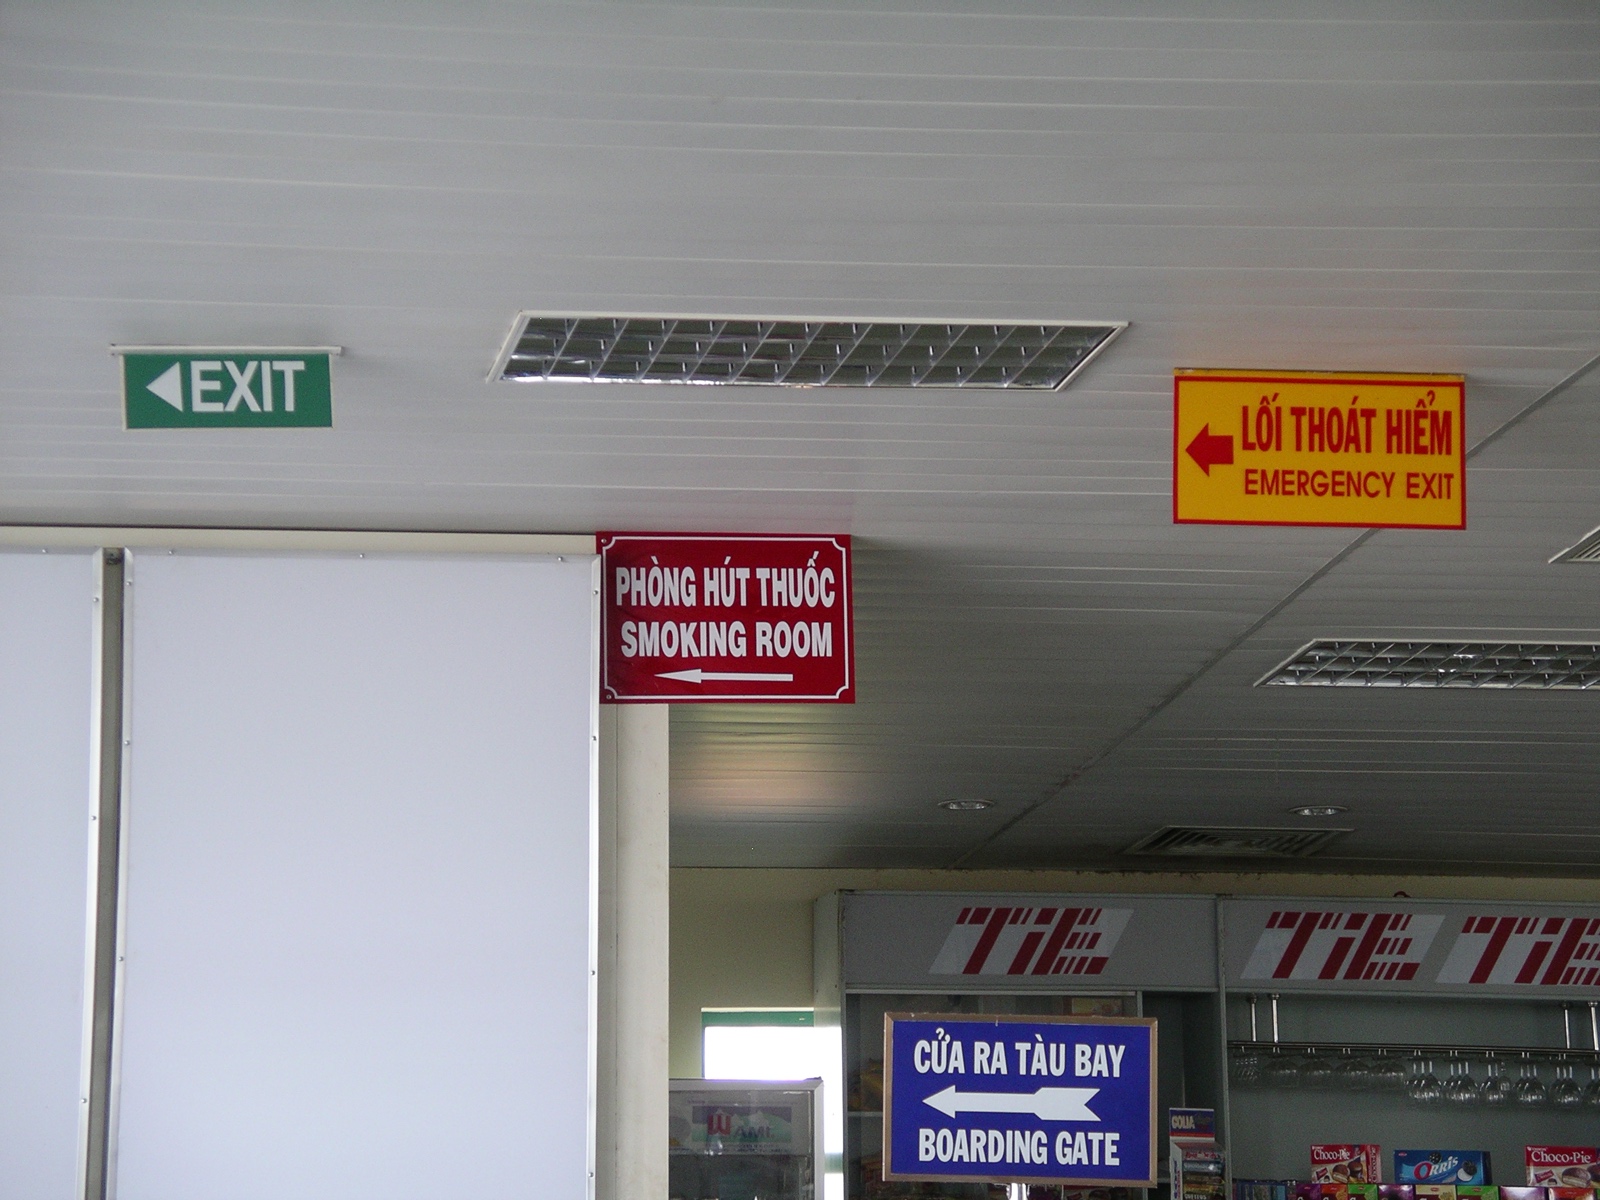 EXIT
LỐI THOÁT HIỂM
EMERGENCY EXIT
PHÒNG HÚT THUỐC
SMOKING ROOM
TiE
TiE
TiE
CỬA RA TÀU BAY
BOARDING GATE
Choco-Pie
ORRIS
Choco-Pie